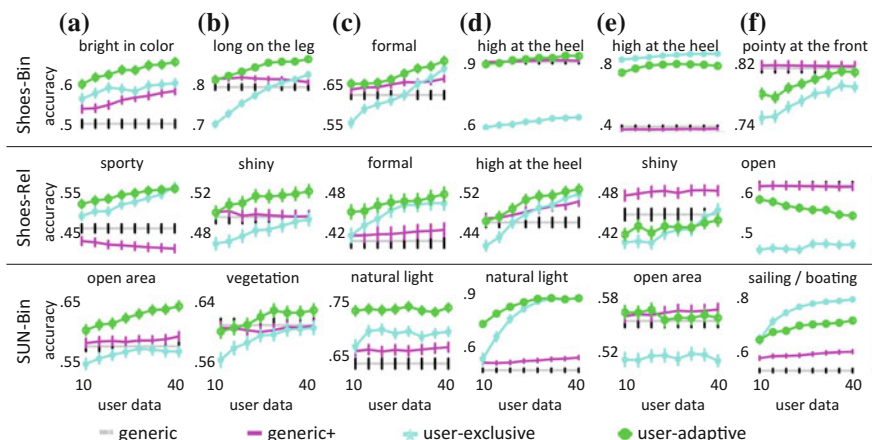 (a) (b) (c) (d) (e) (f)
bright in color long on the leg formal high at the heel high at the heel pointy at the front
Shoes-Bin
accuracy
.6 .8 .65 .9 .8 .82
.5 .7 .55 .6 .4 .74
sporty shiny formal high at the heel shiny open
Shoes-Rel
accuracy
.55 .52 .48 .52 .48 .6
.45 .48 .42 .44 .42 .5
open area vegetation natural light natural light open area sailing / boating
SUN-Bin
accuracy
.65 .64 .75 .9 .58 .8
.55 .56 .65 .6 .52 .6
10 40 10 40 10 40 10 40 10 40 10 40
user data user data user data user data user data user data
generic generic+ user-exclusive user-adaptive